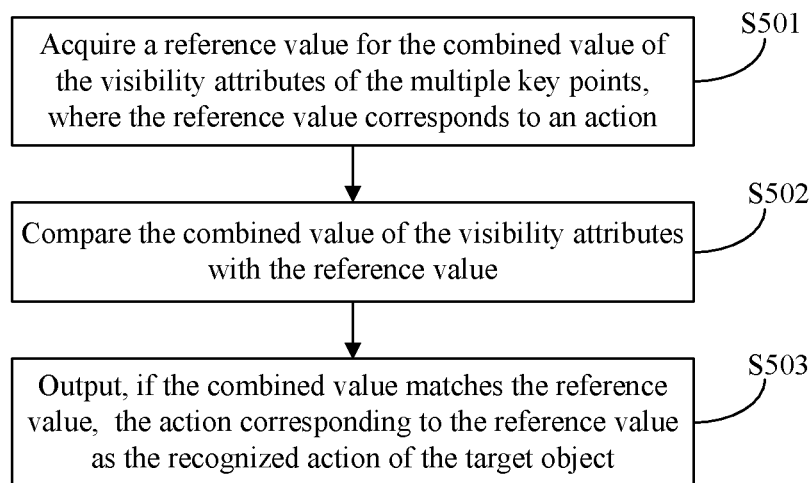 S501
Acquire a reference value for the combined value of
the visibility attributes of the multiple key points,
where the reference value corresponds to an action
S502
Compare the combined value of the visibility attributes
with the reference value
S503
Output, if the combined value matches the reference
value, the action corresponding to the reference value
as the recognized action of the target object